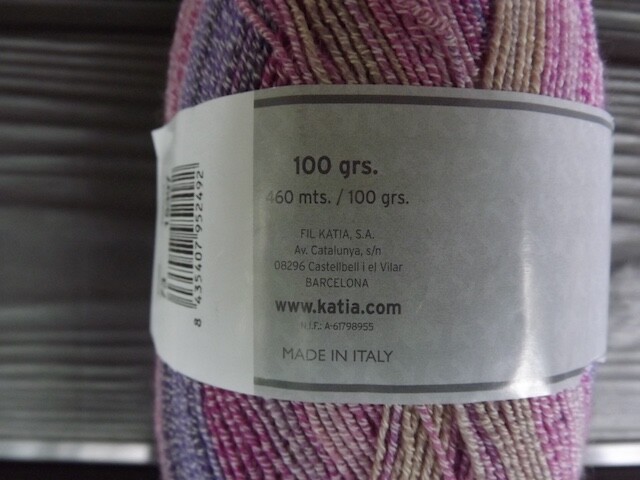 100 grs.
460 mts. / 100 grs.
FIL KATIA, S.A.
Av. Catalunya, s/n
08296 Castellbell i el Vilar
BARCELONA
www.katia.com
N.I.F.: A-61798955
MADE IN ITALY
8 435407 952492